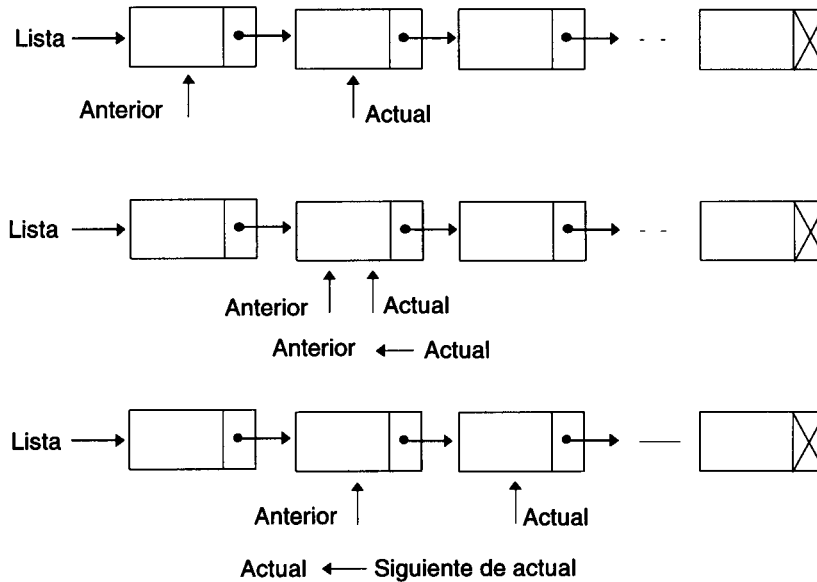 Lista
Anterior
Actual
Lista
Anterior
Actual
Anterior ← Actual
Lista
Anterior
Actual
Actual ← Siguiente de actual